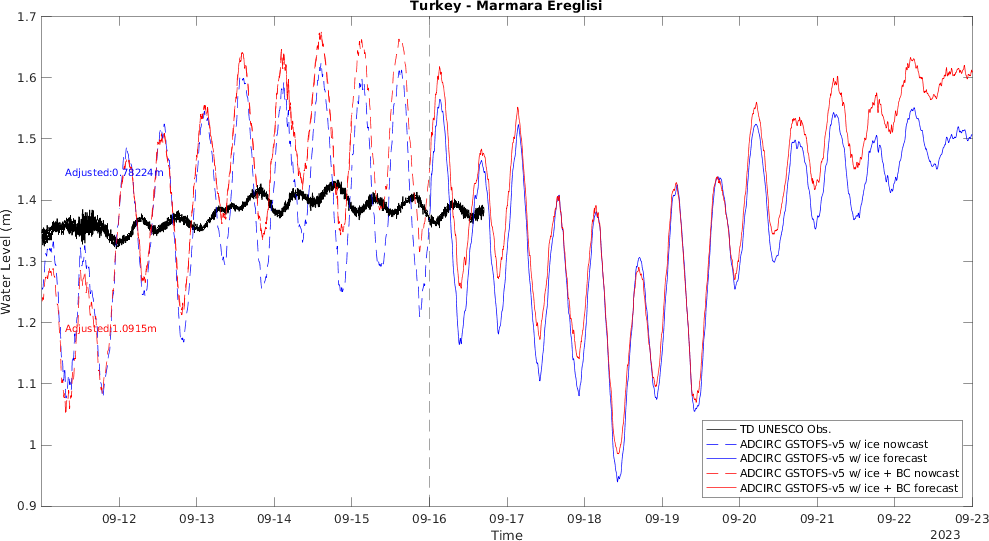 Turkey - Marmara Ereglisi
Water Level (m)
1.7
1.6
1.5
1.4
1.3
1.2
1.1
1
0.9
Adjusted:0.78224m
Adjusted:1.0915m
TD UNESCO Obs.
ADCIRC GSTOFS-v5 w/ ice nowcast
ADCIRC GSTOFS-v5 w/ ice forecast
ADCIRC GSTOFS-v5 w/ ice + BC nowcast
ADCIRC GSTOFS-v5 w/ ice + BC forecast
09-12 09-13 09-14 09-15 09-16 09-17 09-18 09-19 09-20 09-21 09-22 09-23
Time
2023